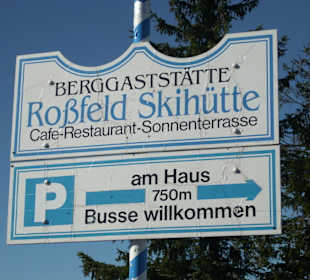 BERGGASTSTÄTTE
Roßfeld Skihütte
Cafe-Restaurant-Sonnenterrasse
P
am Haus
750m
Busse willkommen